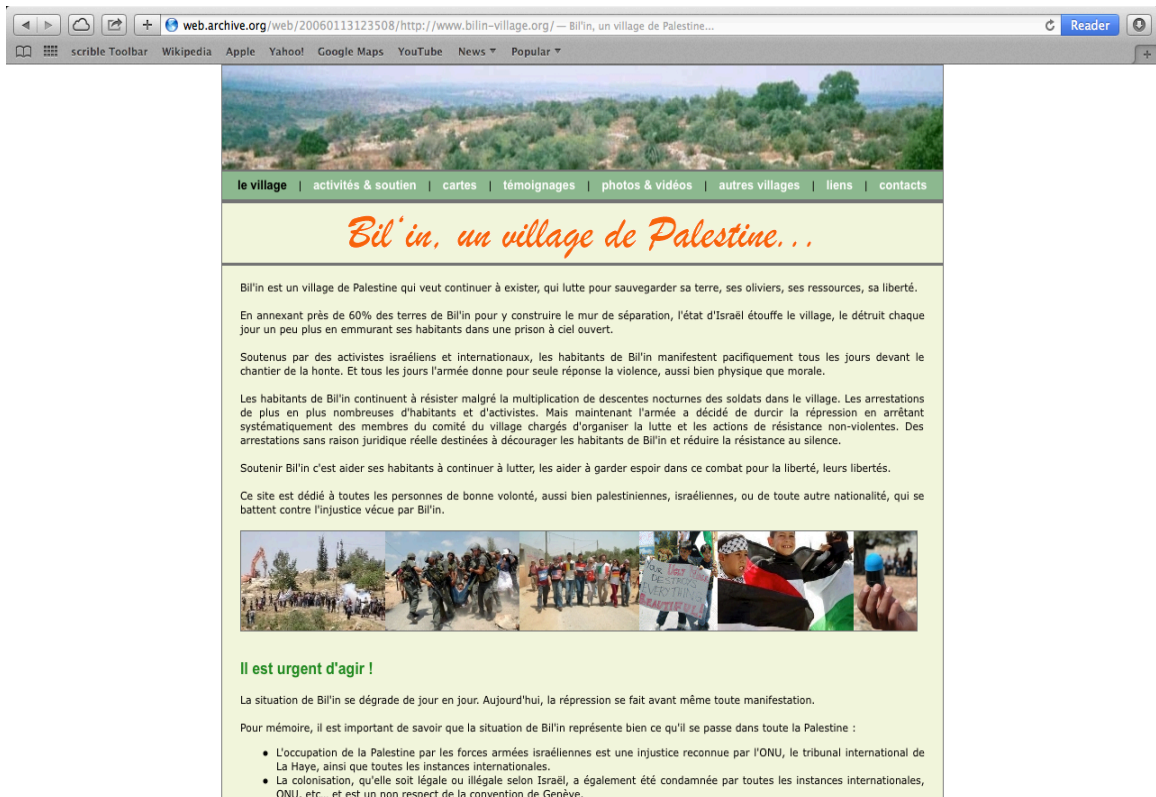 web.archive.org/web/20060113123508/http://www.bilin-village.org/ — Bil'in, un village de Palestine...
Reader
scrible Toolbar Wikipedia Apple Yahoo! Google Maps YouTube News Popular
le village | activités & soutien | cartes | témoignages | photos & vidéos | autres villages | liens | contacts
Bil'in, un village de Palestine...
Bil'in est un village de Palestine qui veut continuer à exister, qui lutte pour sauvegarder sa terre, ses oliviers, ses ressources, sa liberté.
En annexant près de 60% des terres de Bil'in pour y construire le mur de séparation, l'état d'Israël étouffe le village, le détruit chaque
jour un peu plus en emmurant ses habitants dans une prison à ciel ouvert.
Soutenus par des activistes israéliens et internationaux, les habitants de Bil'in manifestent pacifiquement tous les jours devant le
chantier de la honte. Et tous les jours l'armée donne pour seule réponse la violence, aussi bien physique que morale.
Les habitants de Bil'in continuent à résister malgré la multiplication de descentes nocturnes des soldats dans le village. Les arrestations
de plus en plus nombreuses d'habitants et d'activistes. Mais maintenant l'armée a décidé de durcir la répression en arrêtant
systématiquement des membres du comité du village chargés d'organiser la lutte et les actions de résistance non-violentes. Des
arrestations sans raison juridique réelle destinées à décourager les habitants de Bil'in et réduire la résistance au silence.
Soutenir Bil'in c'est aider ses habitants à continuer à lutter, les aider à garder espoir dans ce combat pour la liberté, leurs libertés.
Ce site est dédié à toutes les personnes de bonne volonté, aussi bien palestiniennes, israéliennes, ou de toute autre nationalité, qui se
battent contre l'injustice vécue par Bil'in.
YOUR
DESTROY
EVERYTHING
BEAUTIFUL!
Il est urgent d'agir !
La situation de Bil'in se dégrade de jour en jour. Aujourd'hui, la répression se fait avant même toute manifestation.
Pour mémoire, il est important de savoir que la situation de Bil'in représente bien ce qu'il se passe dans toute la Palestine :
L'occupation de la Palestine par les forces armées israéliennes est une injustice reconnue par l'ONU, le tribunal international de
La Haye, ainsi que toutes les instances internationales.
La colonisation, qu'elle soit légale ou illégale selon Israël, a également été condamnée par toutes les instances internationales,
ONU, etc... et est un non respect de la convention de Genève.